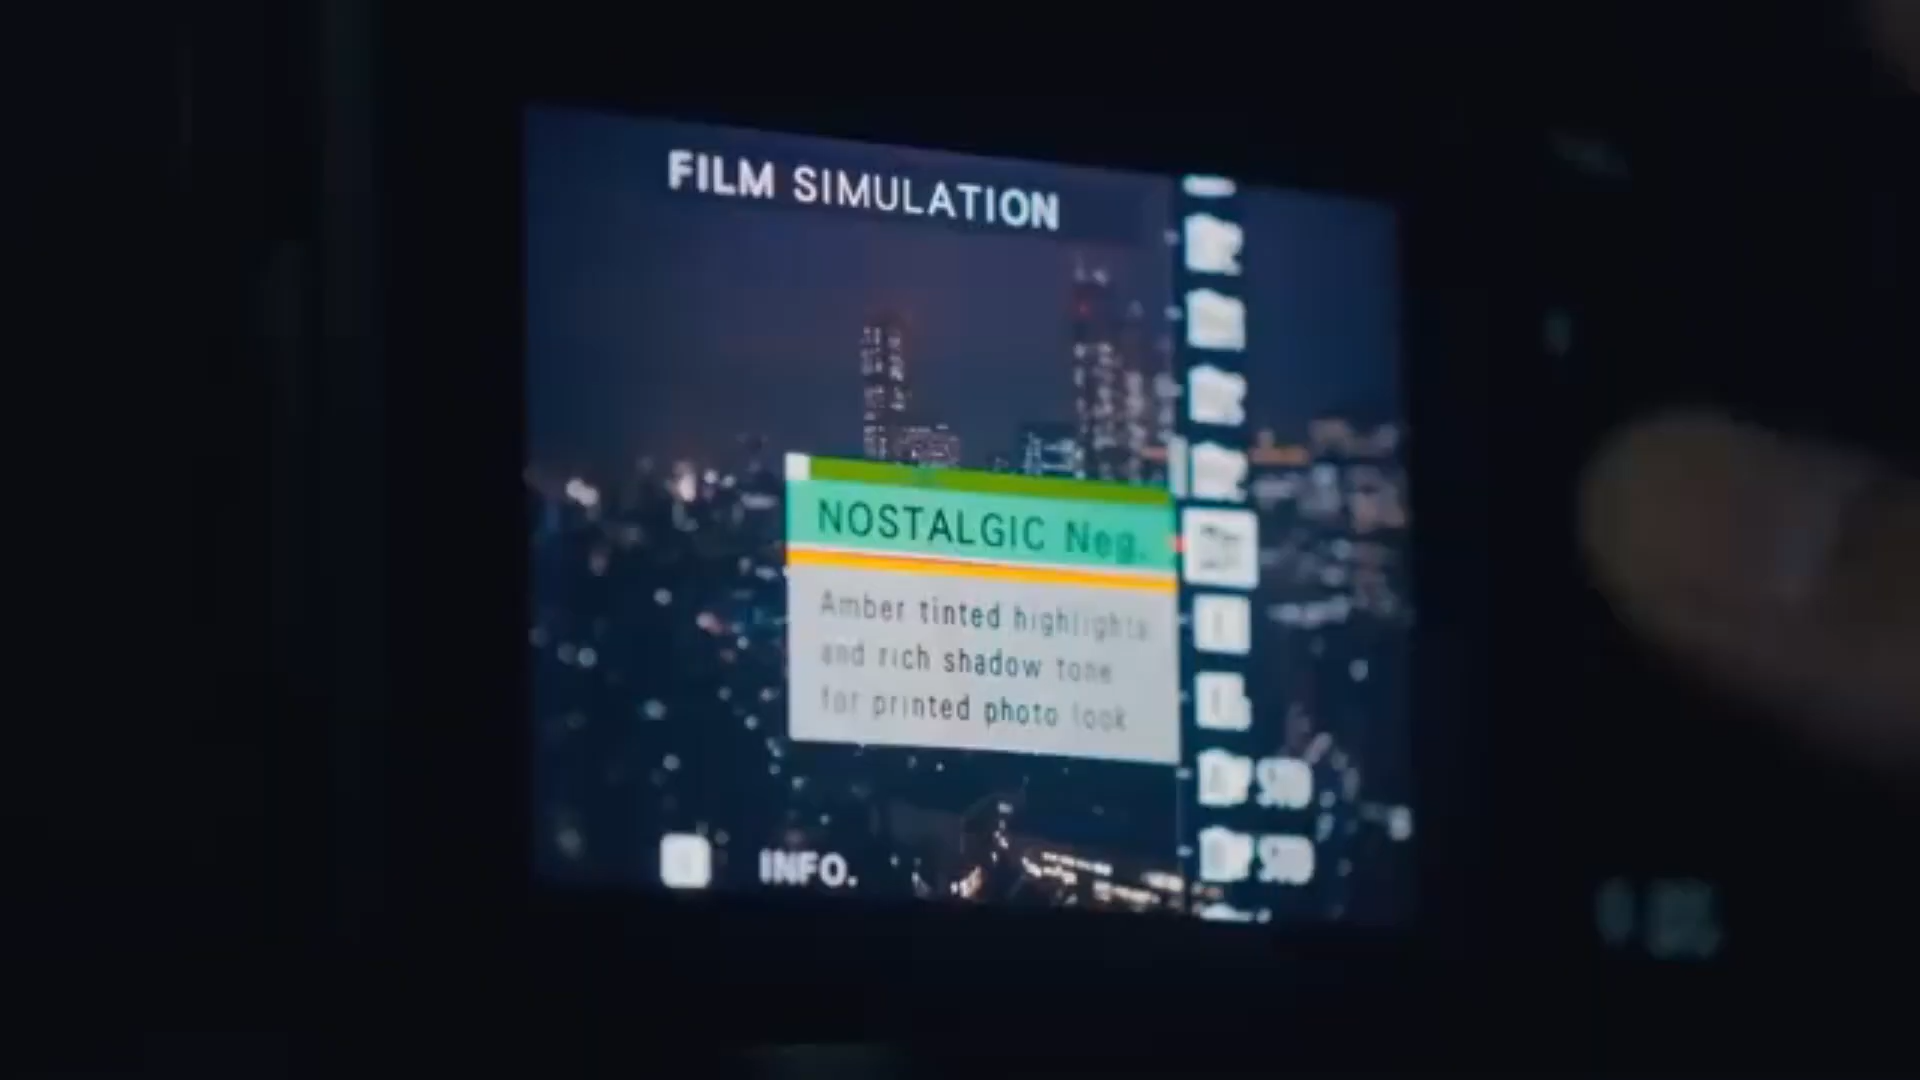 FILM SIMULATION
NOSTALGIC Neg.
Amber tinted highlights
and rich shadow tone
for printed photo look
INFO.